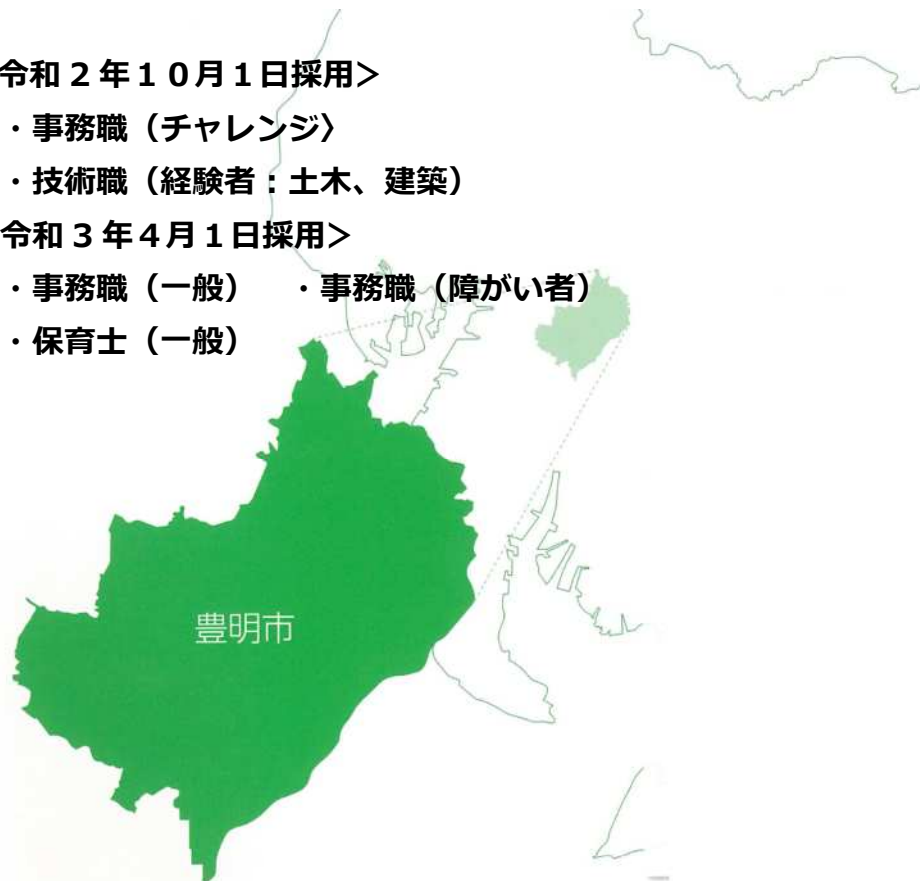 令和２年１０月１日採用>
・事務職（チャレンジ〉
・技術職（経験者：土木、建築）
令和３年４月１日採用>
・事務職（一般）　・事務職（障がい者）
・保育士（一般）
豊明市